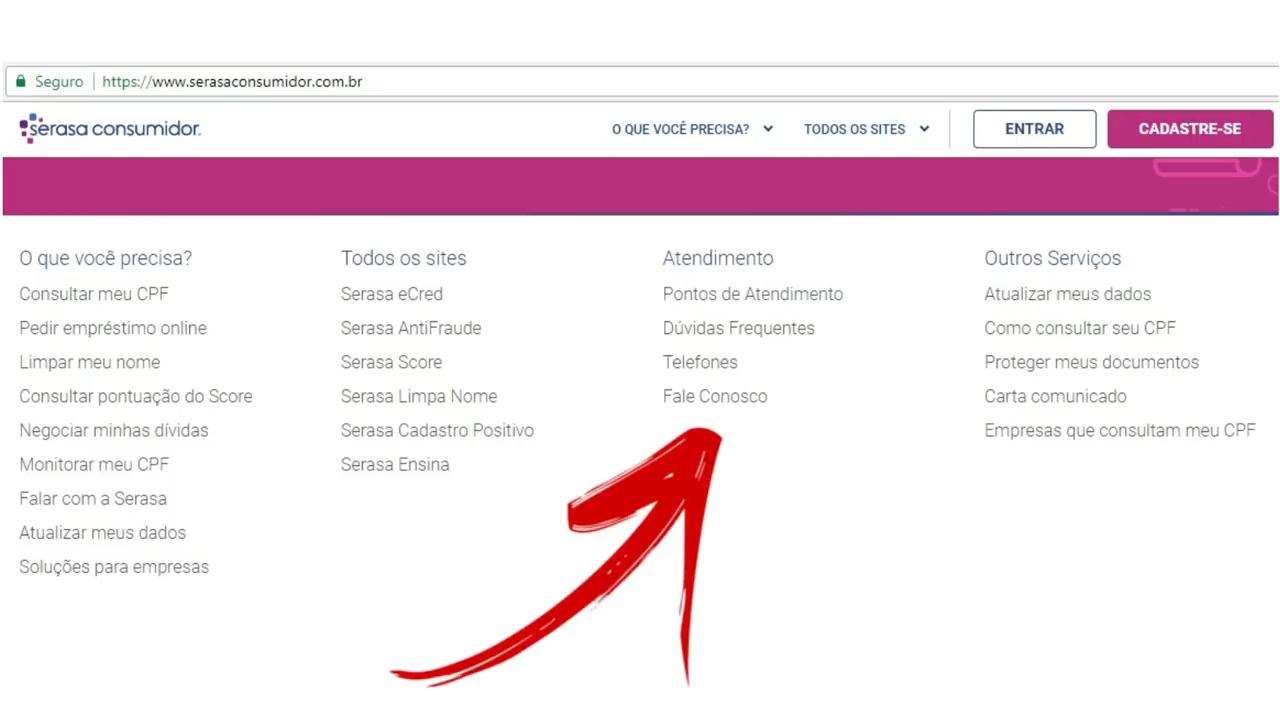 Seguro https://www.serasaconsumidor.com.br
serasa consumidor. O QUE VOCÊ PRECISA? TODOS OS SITES ENTRAR CADASTRE-SE
O que você precisa?
Consultar meu CPF
Pedir empréstimo online
Limpar meu nome
Consultar pontuação do Score
Negociar minhas dívidas
Monitorar meu CPF
Falar com a Serasa
Atualizar meus dados
Soluções para empresas
Todos os sites
Serasa eCred
Serasa AntiFraude
Serasa Score
Serasa Limpa Nome
Serasa Cadastro Positivo
Serasa Ensina
Atendimento
Pontos de Atendimento
Dúvidas Frequentes
Telefones
Fale Conosco
Outros Serviços
Atualizar meus dados
Como consultar seu CPF
Proteger meus documentos
Carta comunicado
Empresas que consultam meu CPF